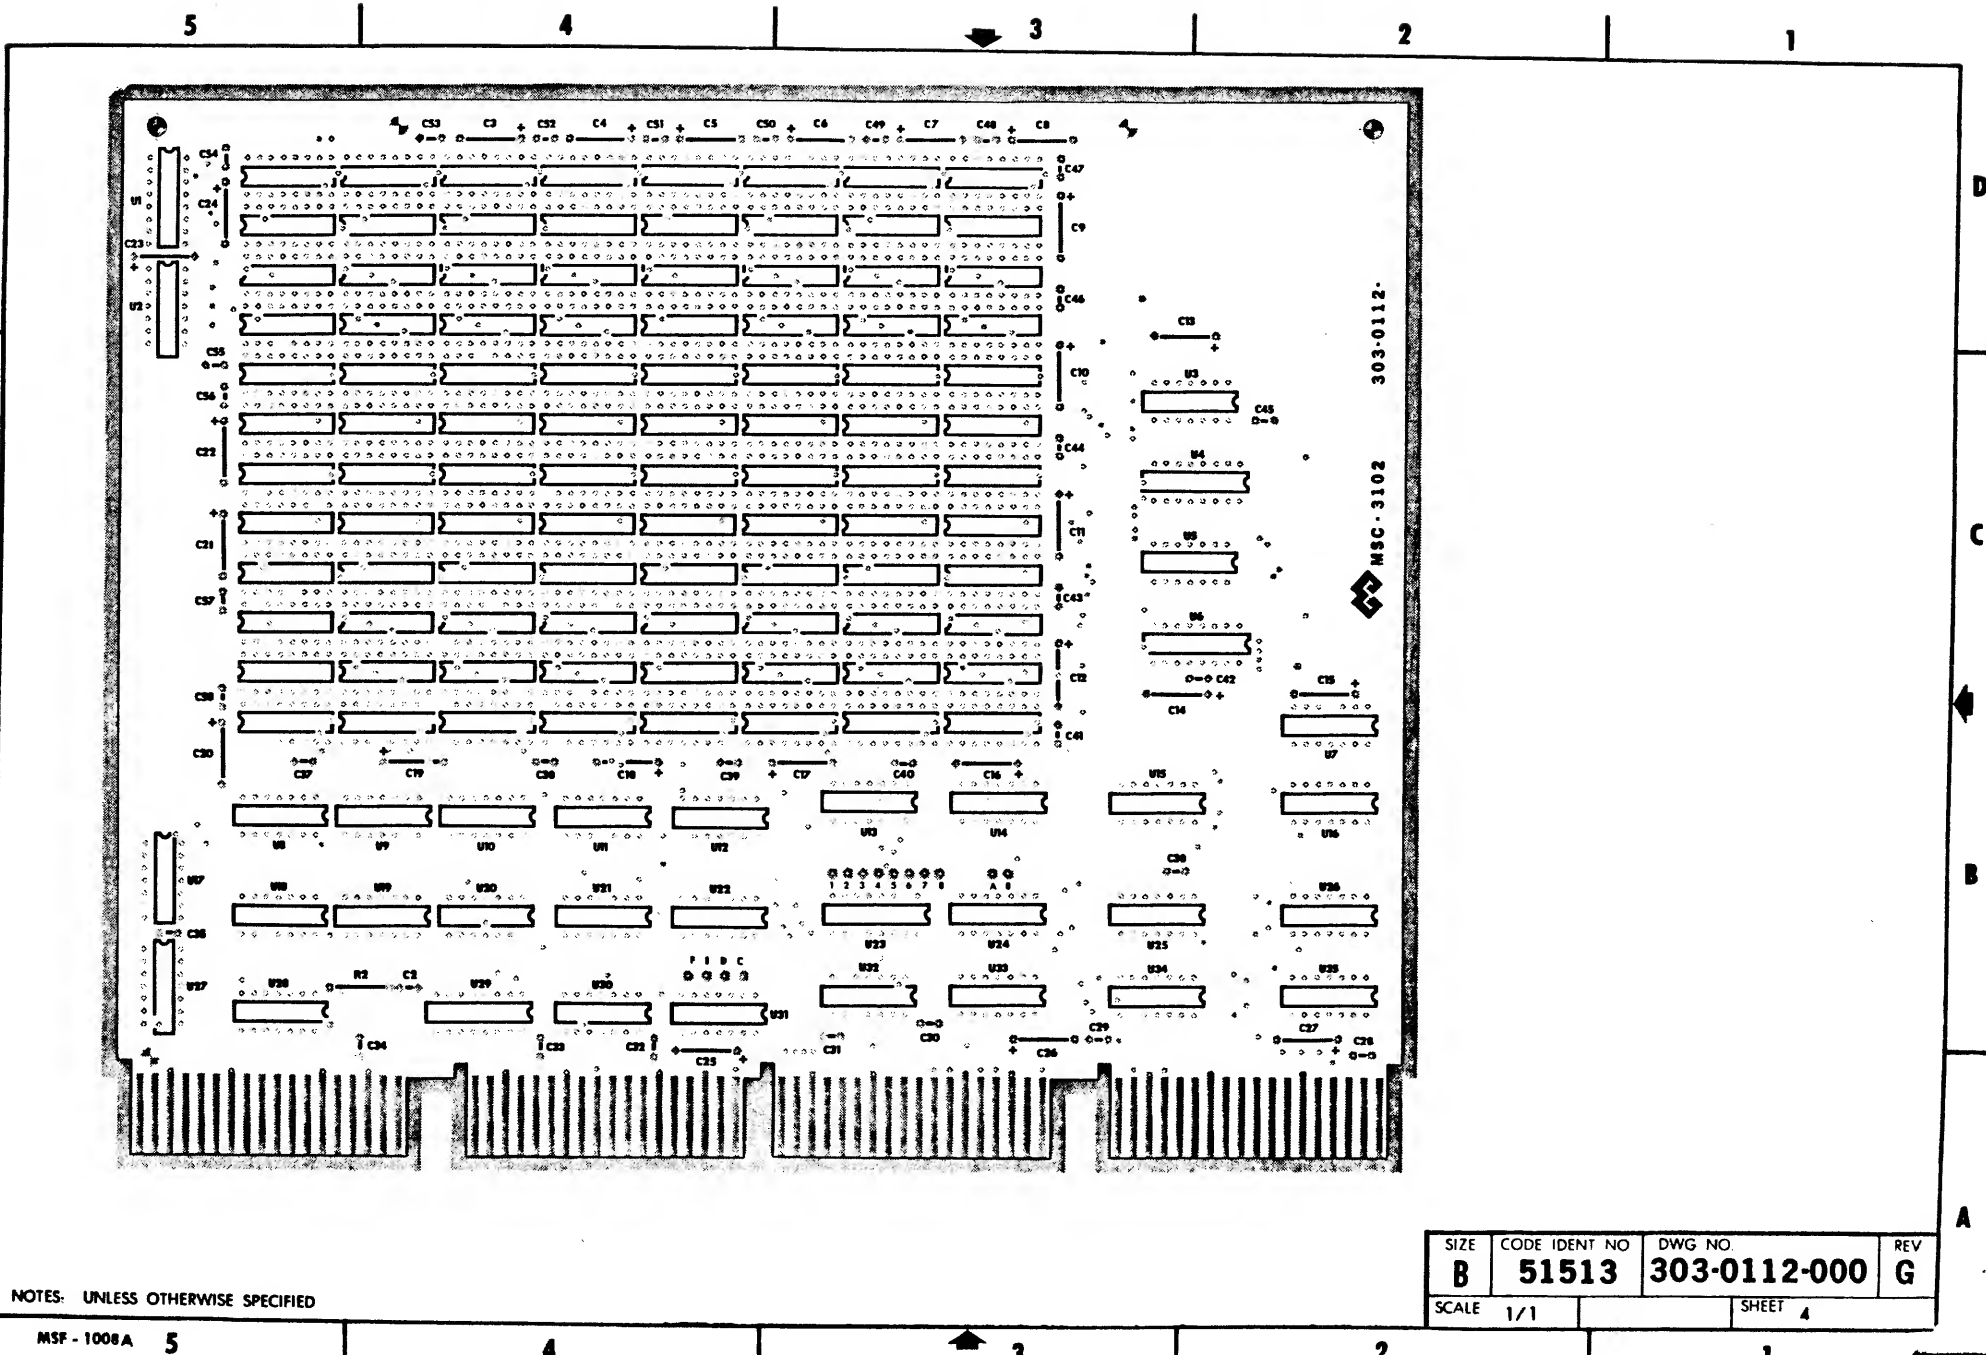 5 4 3 2 1
C53 C3 + C52 C4 + C51 + C5 C50 + C6 C49 + C7 C48 + C8
C54
C47
+
C24
U1
+
C9
C23
+
U2
C46
303-0112-
C13
+
C55
+
C10
U3
C56
C45
+
C22
C44
U4
MSC-3102
+
C11
+
C21
U5
C57
C43
U6
+
C12
C42
C15 +
C58
C14 +
+
C41
C20
U7
C37
+
C19
C38
C18 +
C39
+ C17
C40
C16 +
U15
U8 U9 U10 U11 U12 U13 U14 U16
U17
1 2 3 4 5 6 7 8
A B
U18 U19 U20 U21 U22 U26
C36
U23 U24 U25
F E D C
U27
U28 R2 C2 U29 U30 U31 U32 U33 U34 U35
C34 C33 C32 C25 + C31 C30 + C26 C29 C27 + C28
D
C
B
A
SIZE CODE IDENT NO DWG NO. REV
B 51513 303-0112-000 G
SCALE 1/1 SHEET 4
NOTES: UNLESS OTHERWISE SPECIFIED
MSF - 1008A
5 4 3 2 1